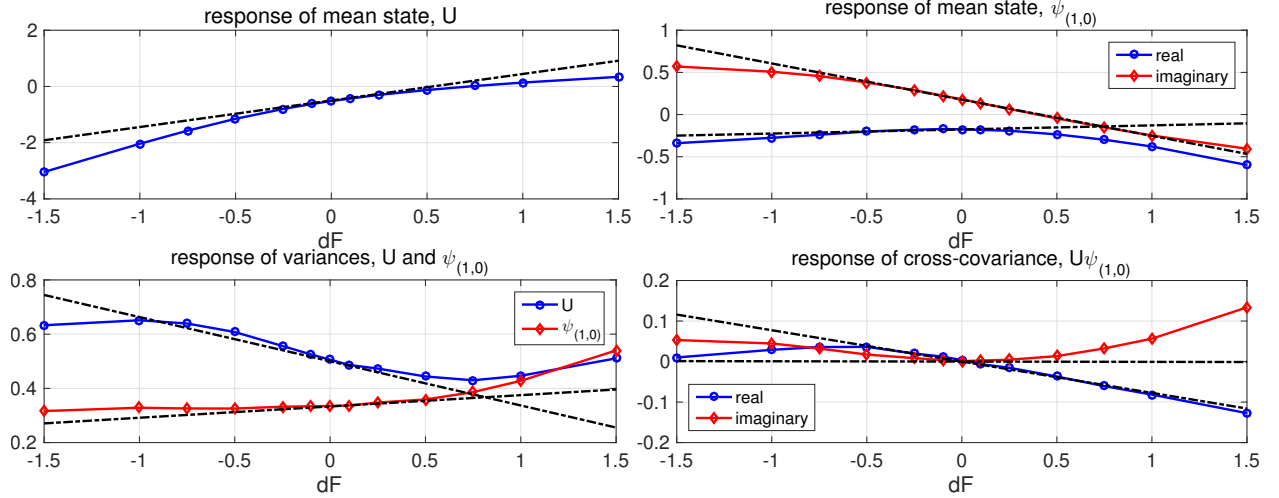 response of mean state, U
2
0
-2
-4
-1.5 -1 -0.5 0 0.5 1 1.5
dF
response of mean state, ψ(1,0)
1
0.5
0
-0.5
-1
real
imaginary
-1.5 -1 -0.5 0 0.5 1 1.5
dF
response of variances, U and ψ(1,0)
0.8
0.6
0.4
0.2
U
ψ(1,0)
-1.5 -1 -0.5 0 0.5 1 1.5
dF
response of cross-covariance, Uψ(1,0)
0.2
0.1
0
-0.1
-0.2
real
imaginary
-1.5 -1 -0.5 0 0.5 1 1.5
dF